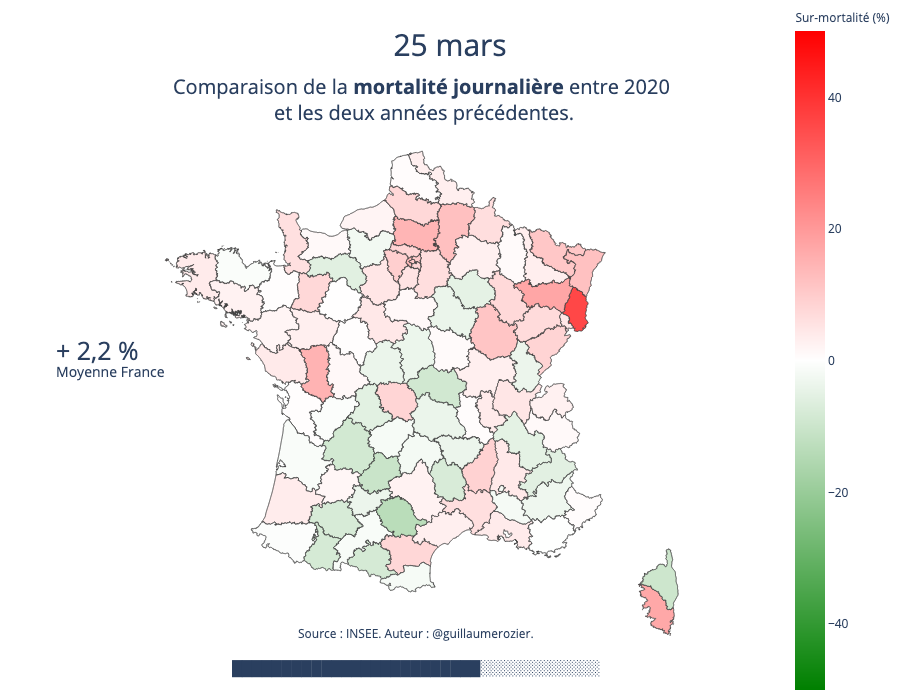 Sur-mortalité (%)
25 mars
Comparaison de la mortalité journalière entre 2020
et les deux années précédentes.
40
20
0
−20
−40
+ 2,2 %
Moyenne France
Source : INSEE. Auteur : @guillaumerozier.